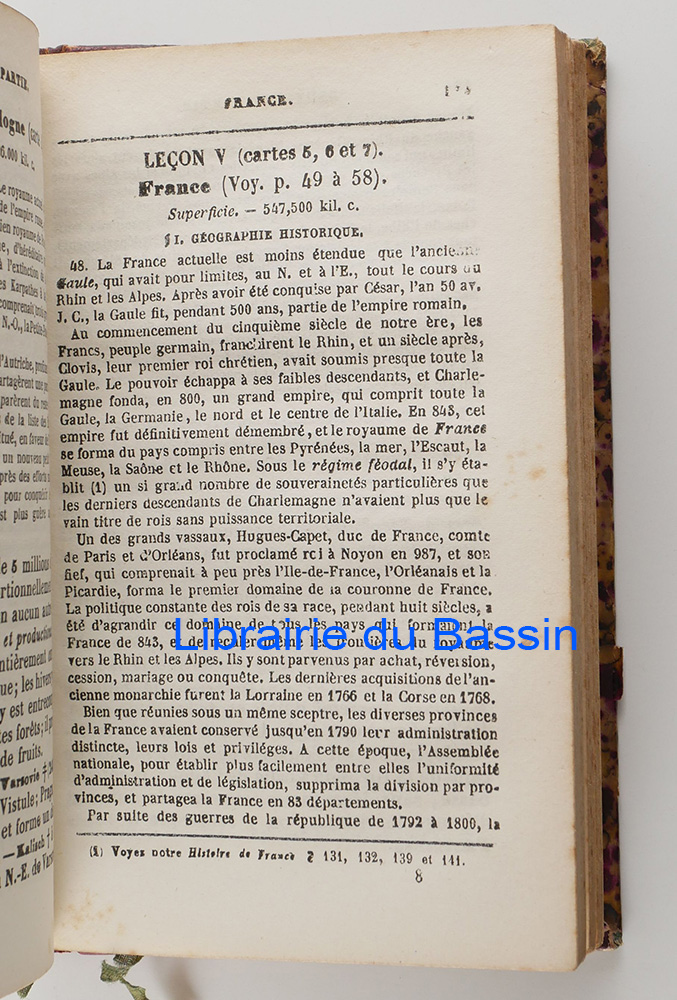 PARTIE.
FRANCE.
LEÇON V (cartes 5, 6 et 7).
France (Voy. p. 49 à 58).
Superficie. — 547,500 kil. c.
§ I. GÉOGRAPHIE HISTORIQUE.
48. La France actuelle est moins étendue que l'ancienne
Gaule, qui avait pour limites, au N. et à l'E., tout le cours du
Rhin et les Alpes. Après avoir été conquise par César, l'an 50 av.
J. C., la Gaule fit, pendant 500 ans, partie de l'empire romain.
Au commencement du cinquième siècle de notre ère, les
Francs, peuple germain, franchirent le Rhin, et un siècle après,
Clovis, leur premier roi chrétien, avait soumis presque toute la
Gaule. Le pouvoir échappa à ses faibles descendants, et Charle-
magne fonda, en 800, un grand empire, qui comprit toute la
Gaule, la Germanie, le nord et le centre de l'Italie. En 843, cet
empire fut définitivement démembré, et le royaume de France
se forma du pays compris entre les Pyrénées, la mer, l'Escaut, la
Meuse, la Saône et le Rhône. Sous le régime féodal, il s'y éta-
blit (1) un si grand nombre de souverainetés particulières que
les derniers descendants de Charlemagne n'avaient plus que le
vain titre de rois sans puissance territoriale.
Un des grands vassaux, Hugues-Capet, duc de France, comte
de Paris et d'Orléans, fut proclamé roi à Noyon en 987, et son
fief, qui comprenait à peu près l'Ile-de-France, l'Orléanais et la
Picardie, forma le premier domaine de la couronne de France.
La politique constante des rois de sa race, pendant huit siècles, a
été d'agrandir ce domaine de tous les pays qui formaient la
France de 843, et de reculer même les frontières du royaume
vers le Rhin et les Alpes. Ils y sont parvenus par achat, réversion,
cession, mariage ou conquête. Les dernières acquisitions de l'an-
cienne monarchie furent la Lorraine en 1766 et la Corse en 1768.
Bien que réunies sous un même sceptre, les diverses provinces
de la France avaient conservé jusqu'en 1790 leur administration
distincte, leurs lois et priviléges. A cette époque, l'Assemblée
nationale, pour établir plus facilement entre elles l'uniformité
d'administration et de législation, supprima la division par pro-
vinces, et partagea la France en 83 départements.
Par suite des guerres de la république de 1792 à 1800, la
(1) Voyez notre Histoire de France § 131, 132, 139 et 141.
8
Librairie du Bassin